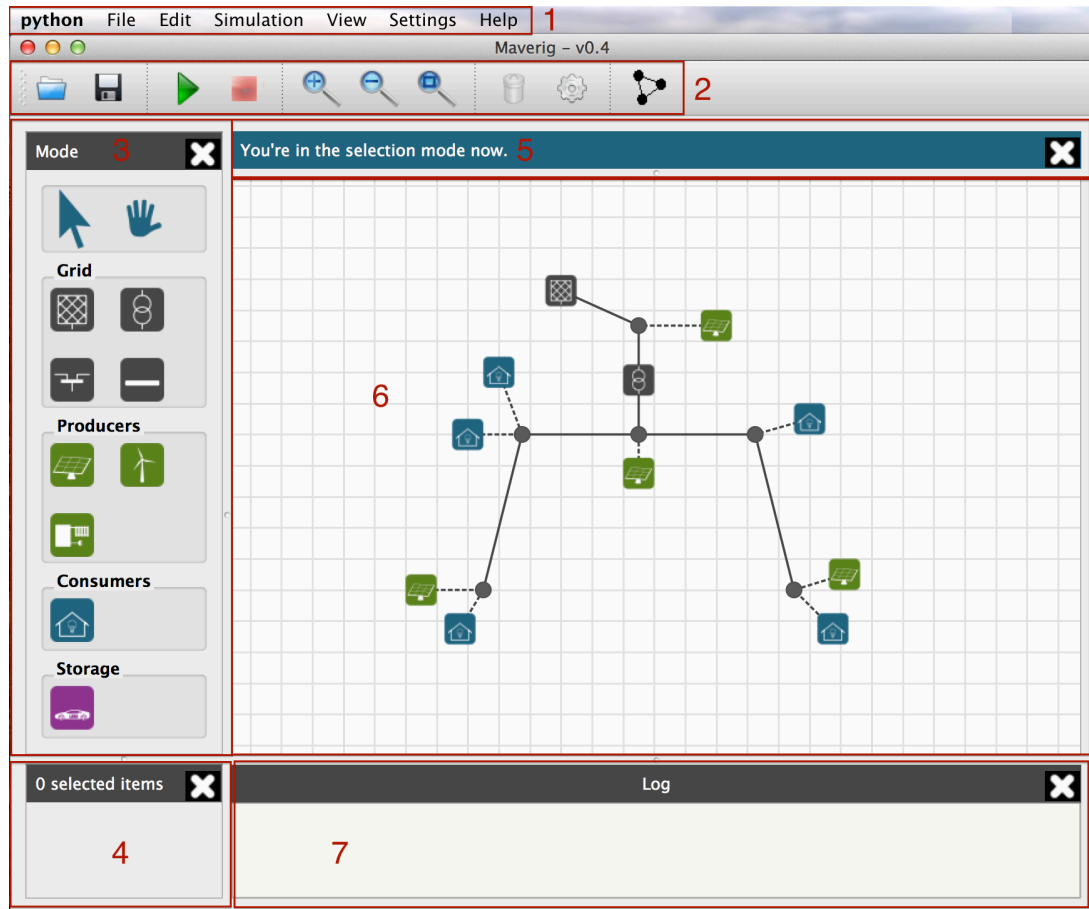 python File Edit Simulation View Settings Help 1
Maverig - v0.4
2
Mode 3
You're in the selection mode now. 5
Grid
6
Producers
Consumers
Storage
0 selected items
Log
4
7